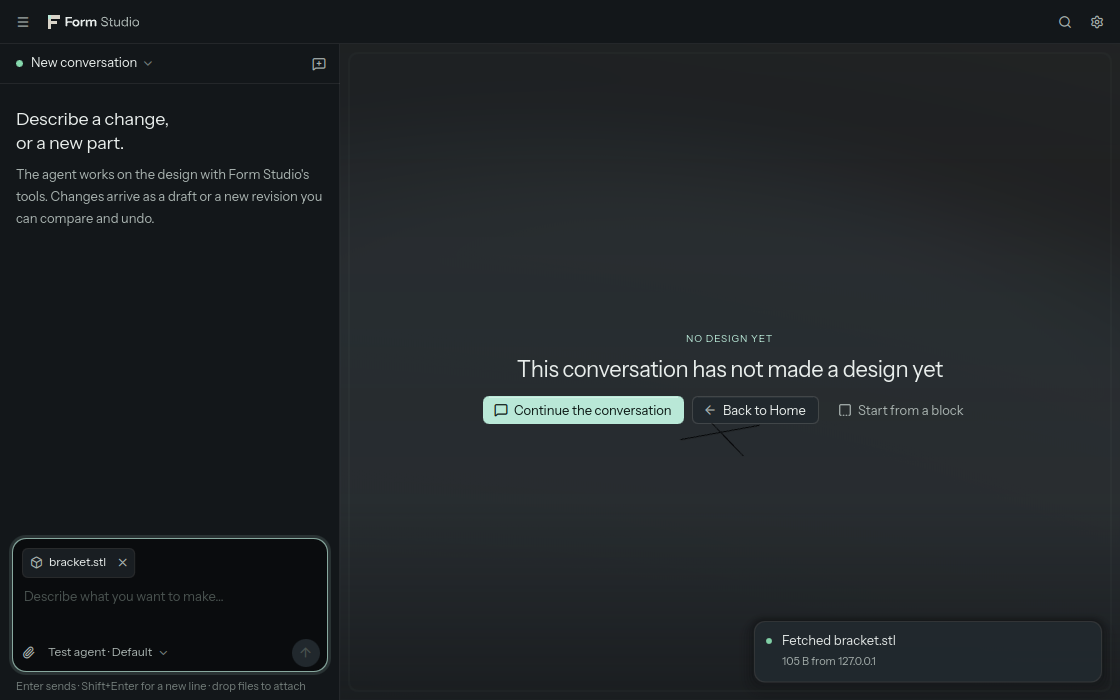 Form Studio
New conversation
Describe a change,
or a new part.
The agent works on the design with Form Studio's
tools. Changes arrive as a draft or a new revision you
can compare and undo.
NO DESIGN YET
This conversation has not made a design yet
Continue the conversation
Back to Home
Start from a block
bracket.stl
Describe what you want to make...
Test agent · Default
Enter sends · Shift+Enter for a new line · drop files to attach
Fetched bracket.stl
105 B from 127.0.0.1